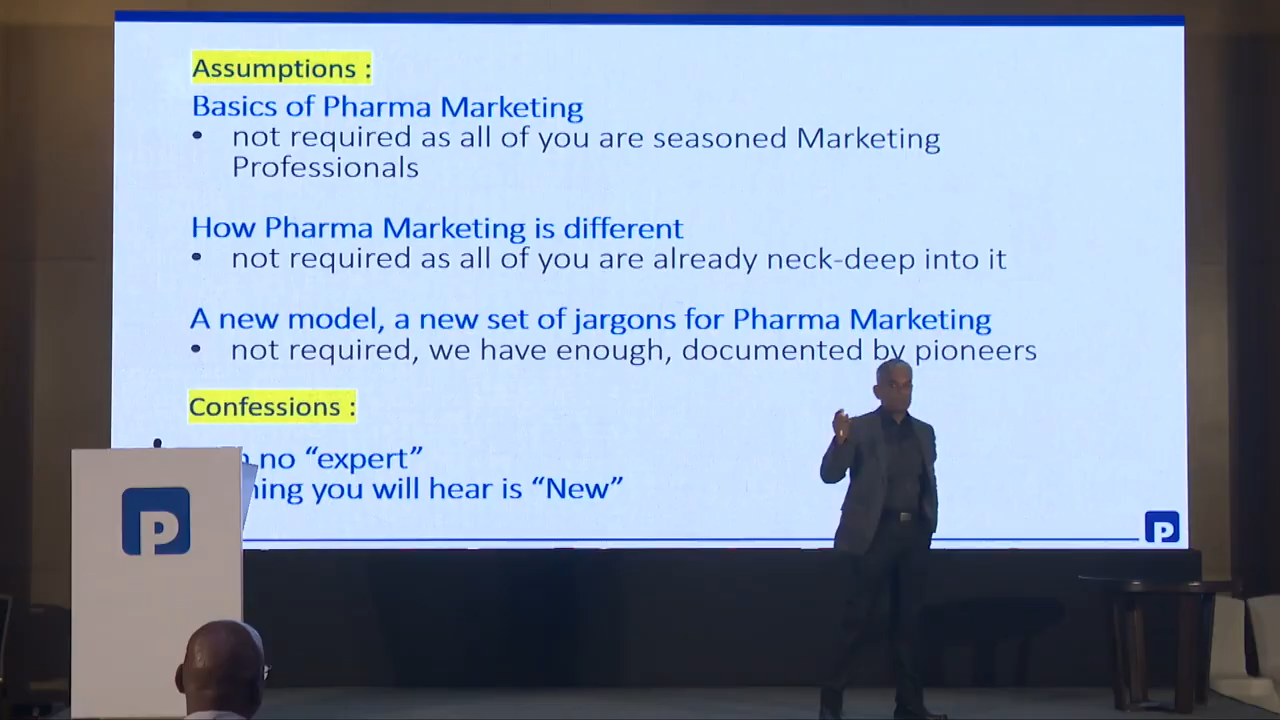 Assumptions :
Basics of Pharma Marketing
• not required as all of you are seasoned Marketing
Professionals
How Pharma Marketing is different
• not required as all of you are already neck-deep into it
A new model, a new set of jargons for Pharma Marketing
• not required, we have enough, documented by pioneers
Confessions :
no “expert”
you will hear is “New”
P
P